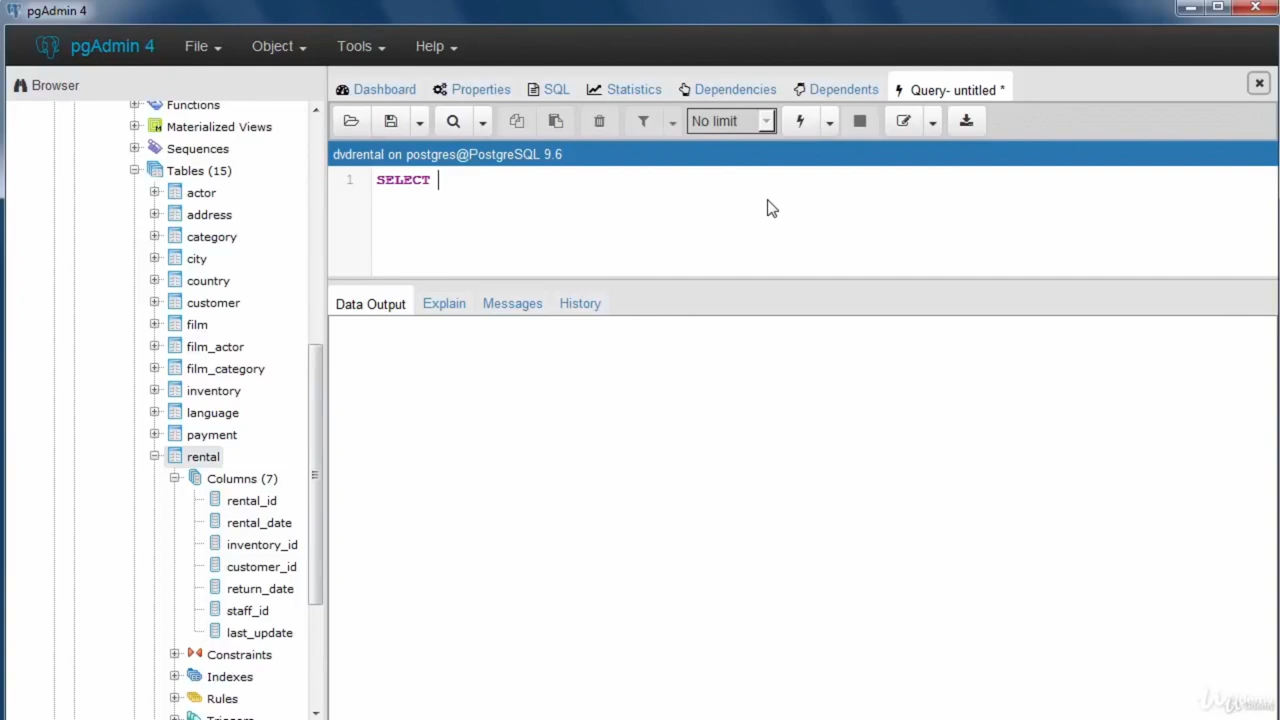 pgAdmin 4
pgAdmin 4 File Object Tools Help
Browser
Dashboard Properties SQL Statistics Dependencies Dependents Query- untitled *
No limit
dvdrental on postgres@PostgreSQL 9.6
1 SELECT
Data Output Explain Messages History
Functions
Materialized Views
Sequences
Tables (15)
actor
address
category
city
country
customer
film
film_actor
film_category
inventory
language
payment
rental
Columns (7)
rental_id
rental_date
inventory_id
customer_id
return_date
staff_id
last_update
Constraints
Indexes
Rules
Triggers